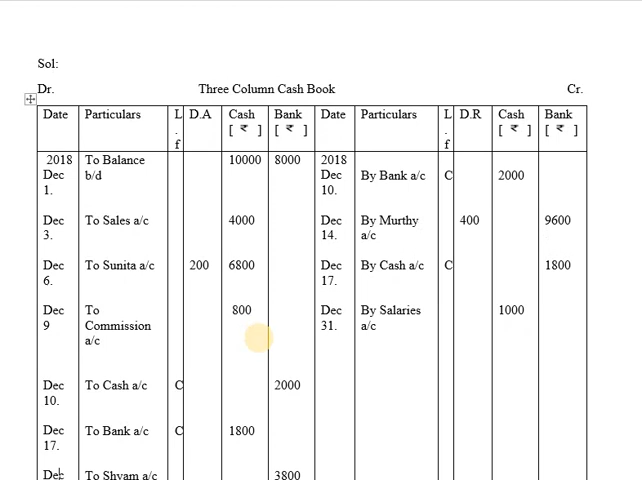 Sol:
Dr. Three Column Cash Book Cr.
Date Particulars L.f D.A Cash [ ₹ ] Bank [ ₹ ] Date Particulars L.f D.R Cash [ ₹ ] Bank [ ₹ ]
2018 Dec 1. To Balance b/d 10000 8000 2018 Dec 10. By Bank a/c C 2000
Dec 3. To Sales a/c 4000 Dec 14. By Murthy a/c 400 9600
Dec 6. To Sunita a/c 200 6800 Dec 17. By Cash a/c C 1800
Dec 9 To Commission a/c 800 Dec 31. By Salaries a/c 1000
Dec 10. To Cash a/c C 2000
Dec 17. To Bank a/c C 1800
Dec To Shyam a/c 3800